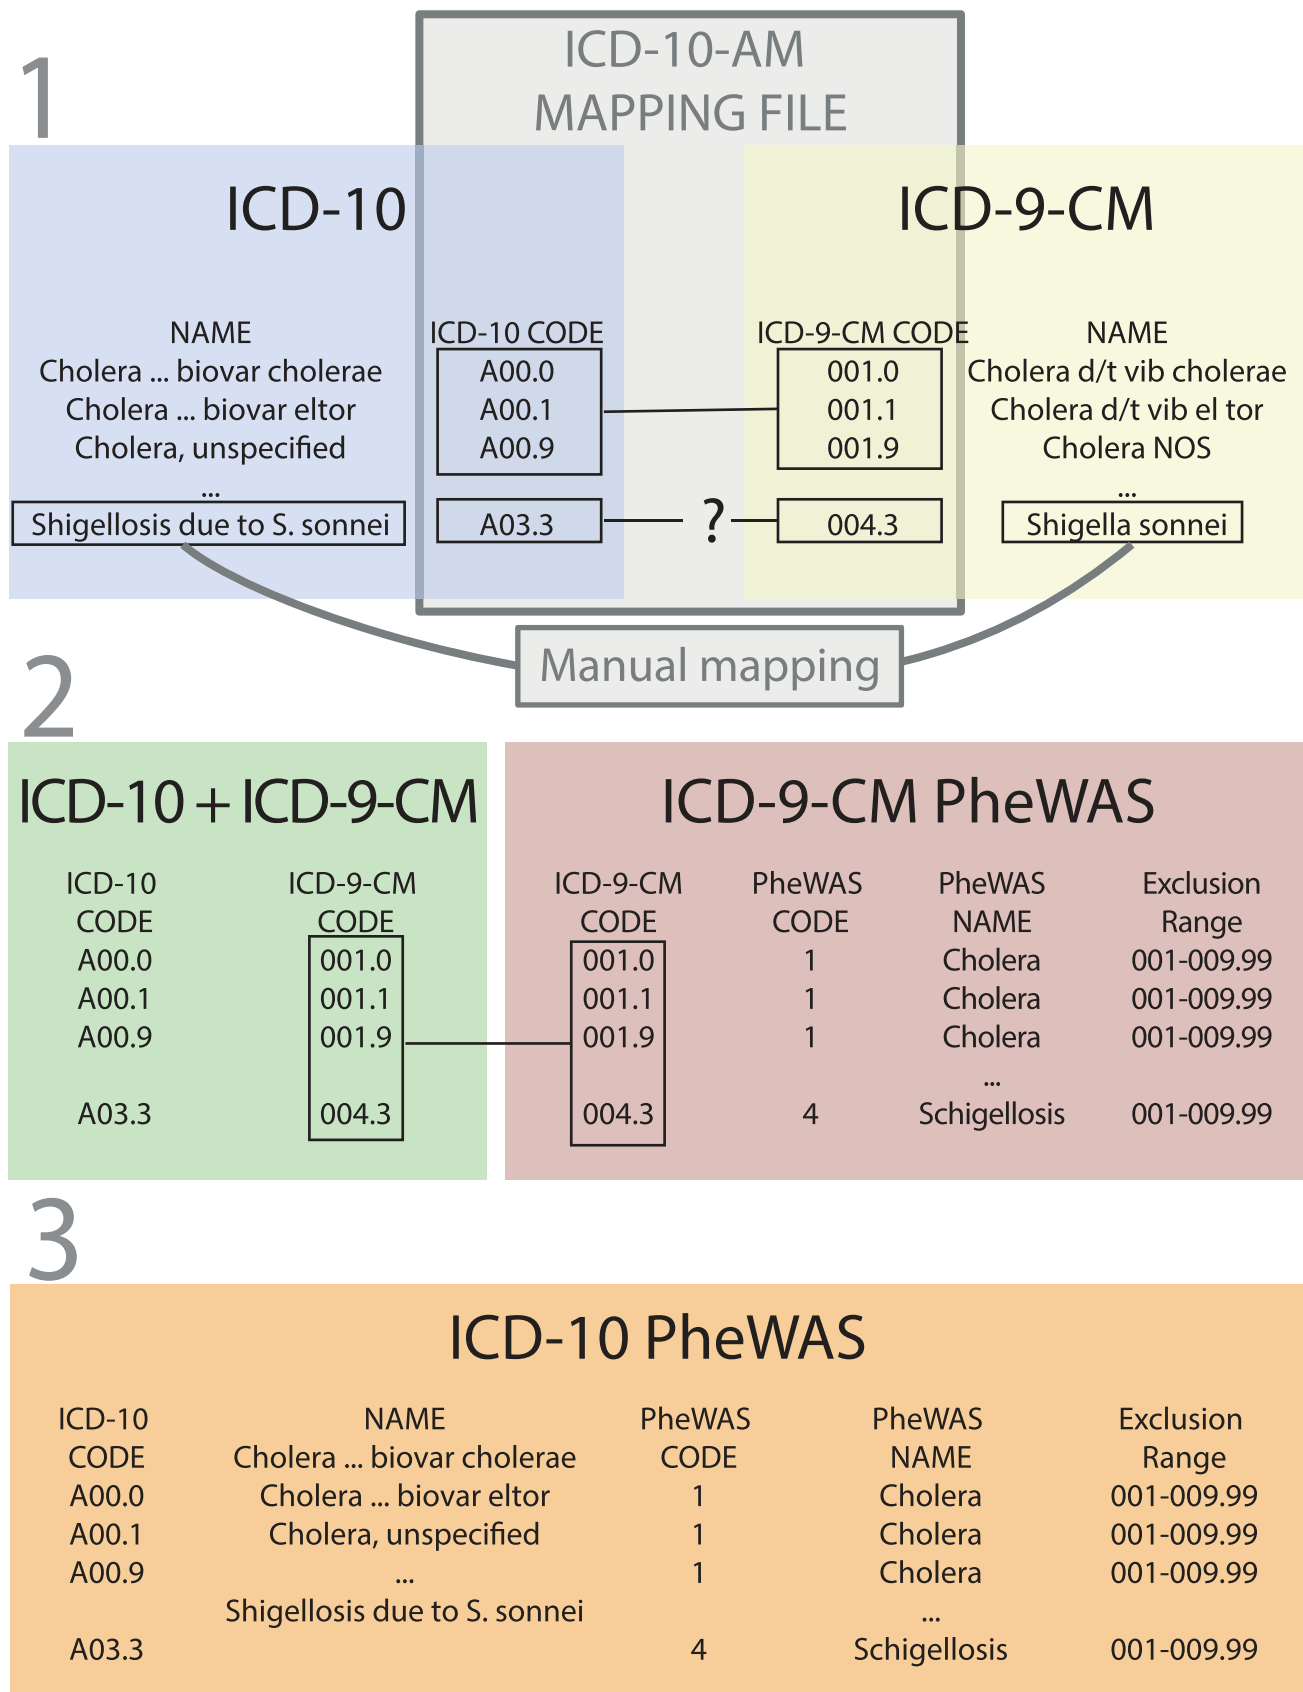 1
ICD-10-AM
MAPPING FILE
ICD-10 ICD-9-CM
NAME ICD-10 CODE ICD-9-CM CODE NAME
Cholera ... biovar cholerae A00.0 001.0 Cholera d/t vib cholerae
Cholera ... biovar eltor A00.1 001.1 Cholera d/t vib el tor
Cholera, unspecified A00.9 001.9 Cholera NOS
... ...
Shigellosis due to S. sonnei A03.3 ? 004.3 Shigella sonnei
Manual mapping
2
ICD-10 + ICD-9-CM ICD-9-CM PheWAS
ICD-10 ICD-9-CM ICD-9-CM PheWAS PheWAS Exclusion
CODE CODE CODE CODE NAME Range
A00.0 001.0 001.0 1 Cholera 001-009.99
A00.1 001.1 001.1 1 Cholera 001-009.99
A00.9 001.9 001.9 1 Cholera 001-009.99
...
A03.3 004.3 004.3 4 Schigellosis 001-009.99
3
ICD-10 PheWAS
ICD-10 NAME PheWAS PheWAS Exclusion
CODE Cholera ... biovar cholerae CODE NAME Range
A00.0 Cholera ... biovar eltor 1 Cholera 001-009.99
A00.1 Cholera, unspecified 1 Cholera 001-009.99
A00.9 ... 1 Cholera 001-009.99
Shigellosis due to S. sonnei ...
A03.3 4 Schigellosis 001-009.99